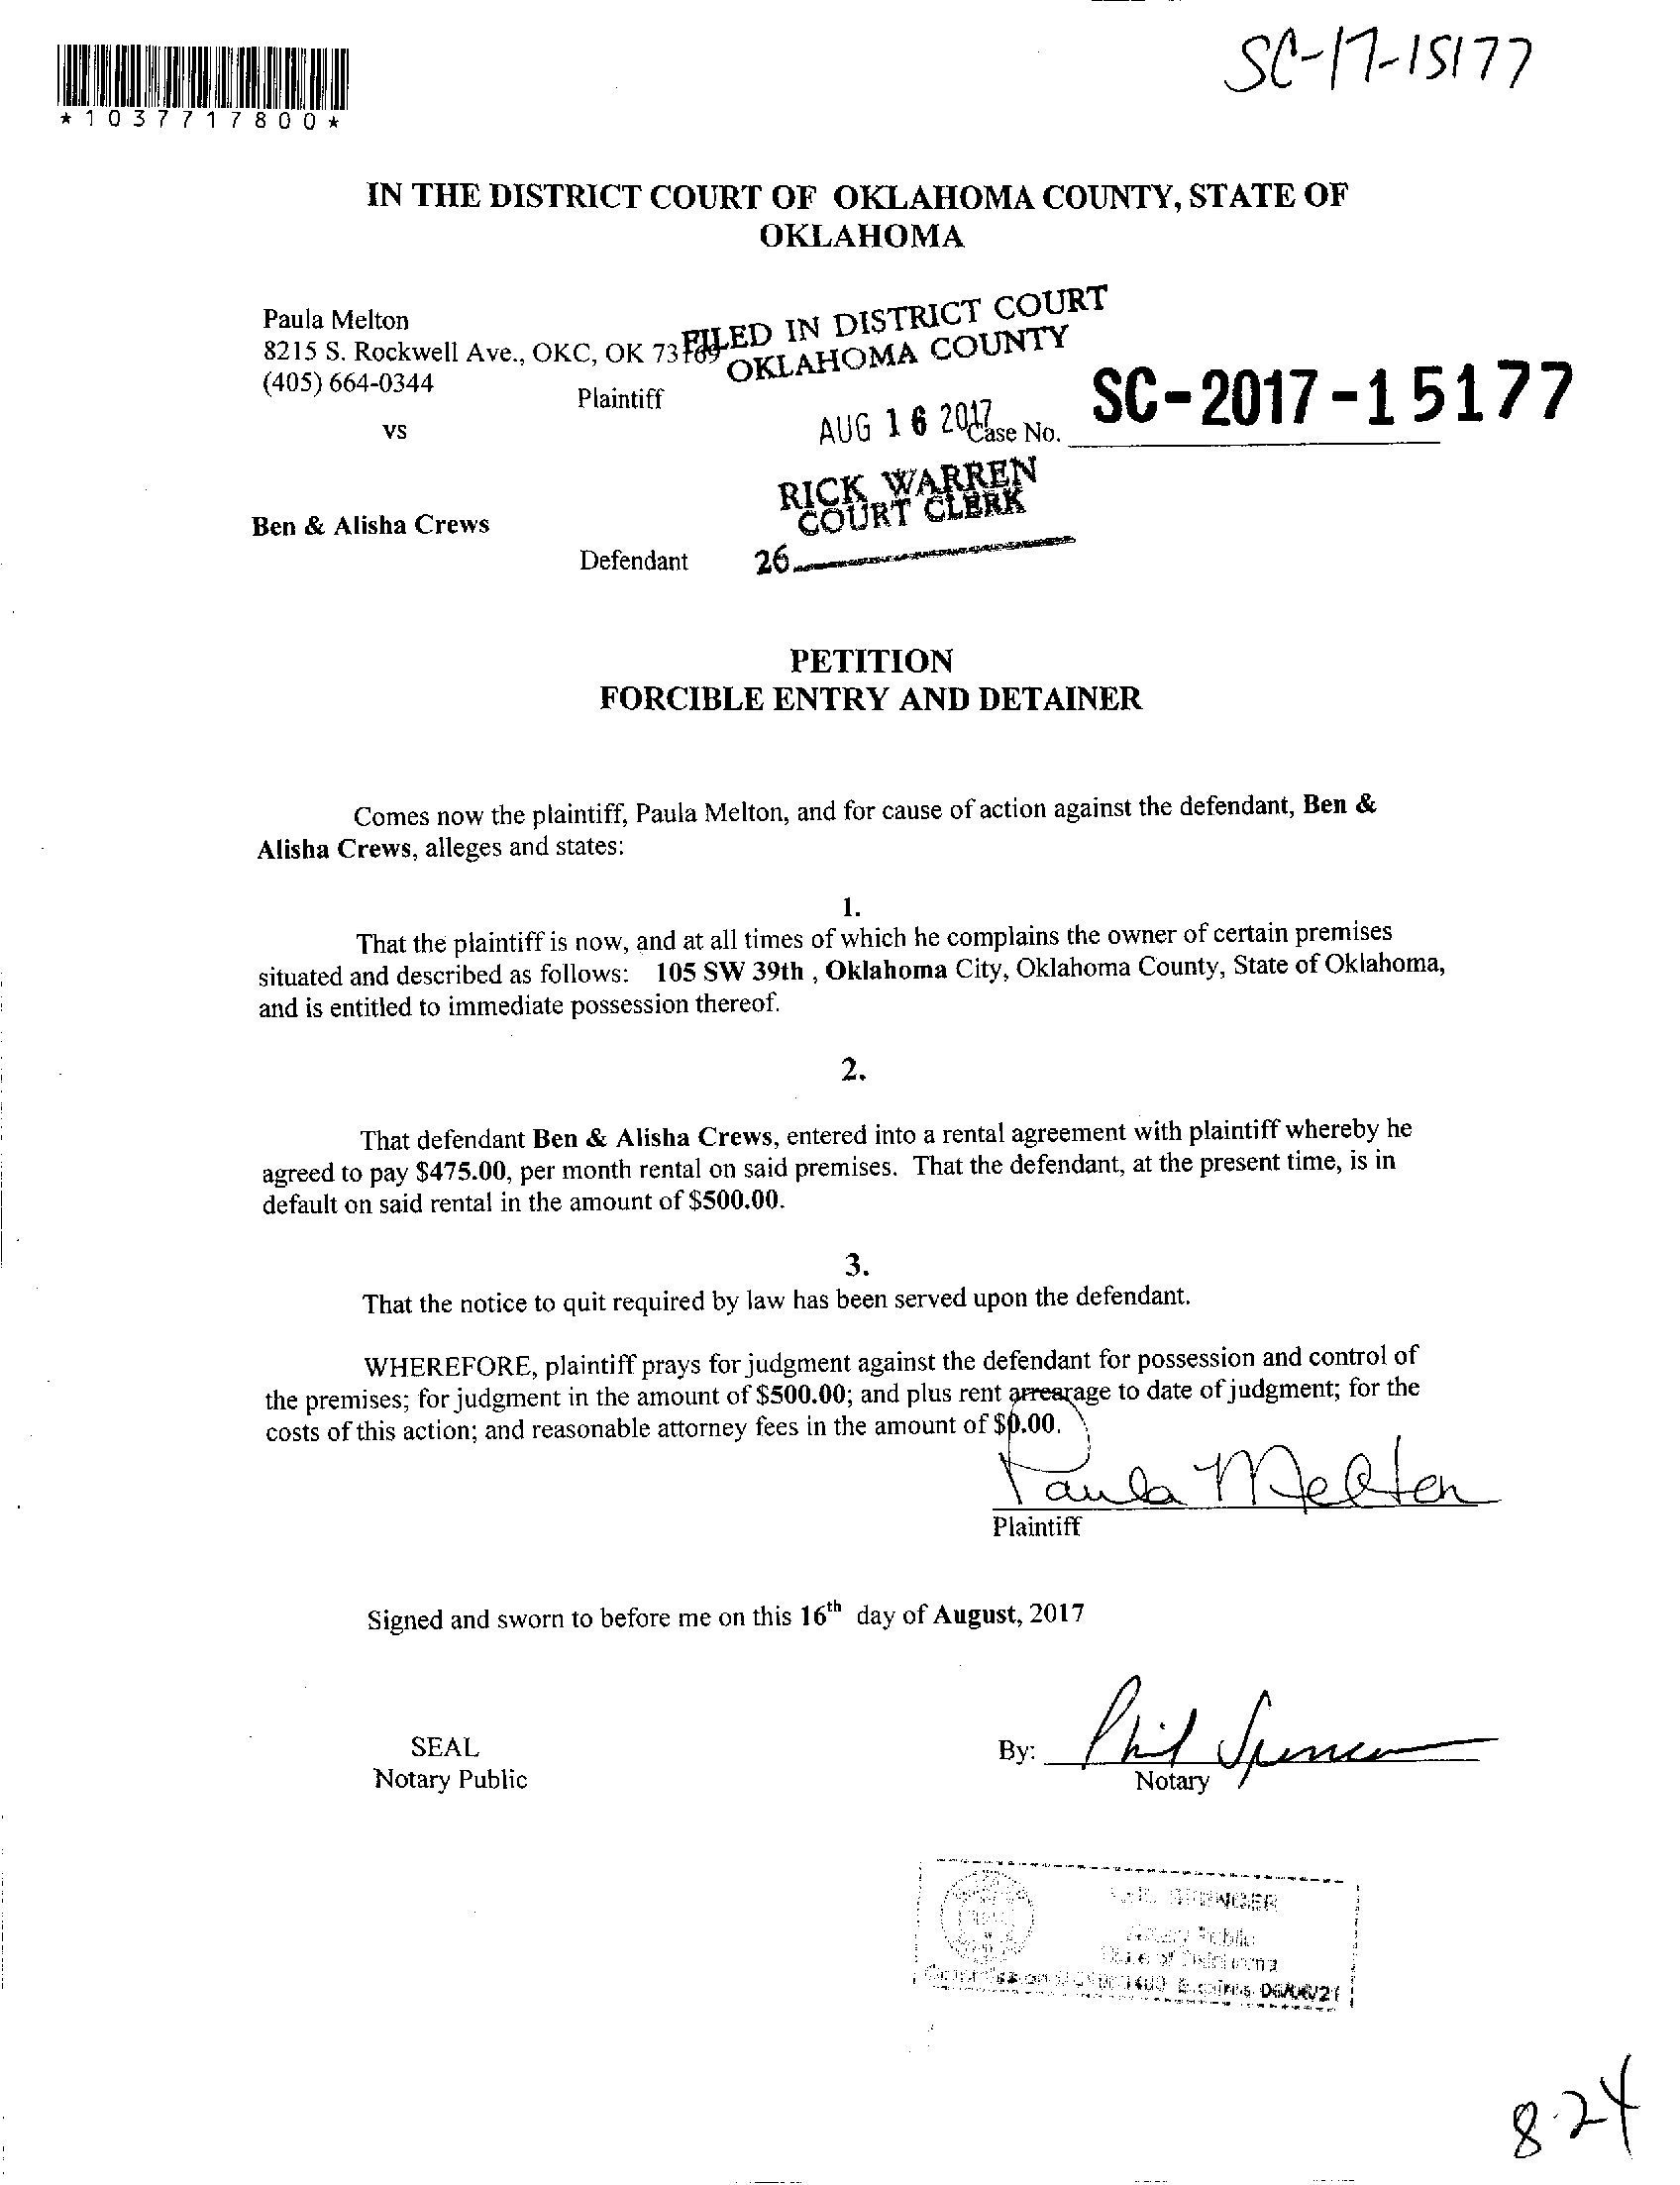 SC-17-15177
*1037717800*
IN THE DISTRICT COURT OF OKLAHOMA COUNTY, STATE OF
OKLAHOMA
Paula Melton
8215 S. Rockwell Ave., OKC, OK 73169
(405) 664-0344
Plaintiff
vs
FILED IN DISTRICT COURT
OKLAHOMA COUNTY
AUG 16 2017
Case No. SC-2017-15177
RICK WARREN
COURT CLERK
26
Ben & Alisha Crews
Defendant
PETITION
FORCIBLE ENTRY AND DETAINER
Comes now the plaintiff, Paula Melton, and for cause of action against the defendant, Ben &
Alisha Crews, alleges and states:
1.
That the plaintiff is now, and at all times of which he complains the owner of certain premises
situated and described as follows: 105 SW 39th , Oklahoma City, Oklahoma County, State of Oklahoma,
and is entitled to immediate possession thereof.
2.
That defendant Ben & Alisha Crews, entered into a rental agreement with plaintiff whereby he
agreed to pay $475.00, per month rental on said premises. That the defendant, at the present time, is in
default on said rental in the amount of $500.00.
3.
That the notice to quit required by law has been served upon the defendant.
WHEREFORE, plaintiff prays for judgment against the defendant for possession and control of
the premises; for judgment in the amount of $500.00; and plus rent arrearage to date of judgment; for the
costs of this action; and reasonable attorney fees in the amount of $0.00.
Paula Melton
Plaintiff
Signed and sworn to before me on this 16th day of August, 2017
SEAL
Notary Public
By: Phil Spencer
Notary
Notary Public
State of Oklahoma
Commission Expires
8-24